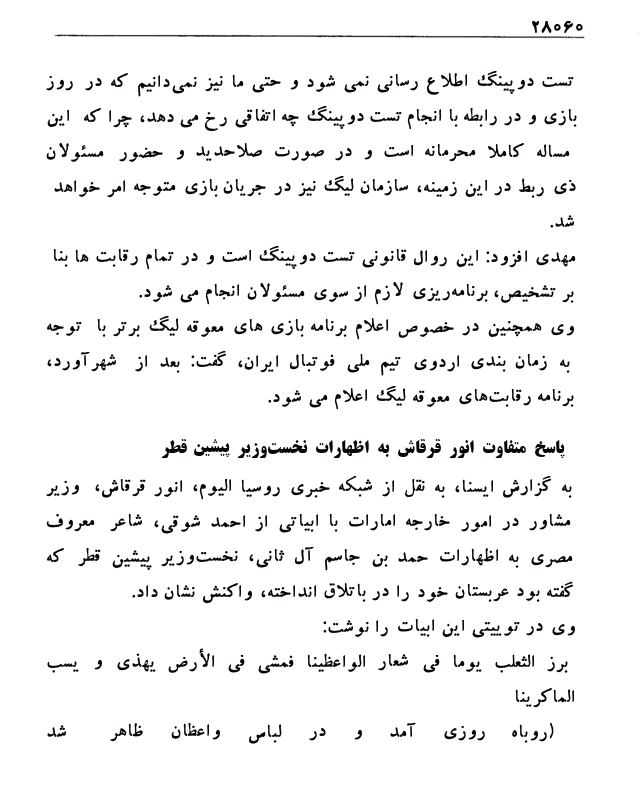 ۲۸۰۶۰
تست دوپینگ اطلاع رسانی نمی شود و حتی ما نیز نمی‌دانیم که در روز
بازی و در رابطه با انجام تست دوپینگ چه اتفاقی رخ می دهد، چرا که این
مساله کاملا محرمانه است و در صورت صلاحدید و حضور مسئولان
ذی ربط در این زمینه، سازمان لیگ نیز در جریان بازی متوجه امر خواهد
شد.
مهدی افزود: این روال قانونی تست دوپینگ است و در تمام رقابت ها بنا
بر تشخیص، برنامه‌ریزی لازم از سوی مسئولان انجام می شود.
وی همچنین در خصوص اعلام برنامه بازی های معوقه لیگ برتر با توجه
به زمان بندی اردوی تیم ملی فوتبال ایران، گفت: بعد از شهرآورد،
برنامه رقابت‌های معوقه لیگ اعلام می شود.
پاسخ متفاوت انور قرقاش به اظهارات نخست‌وزیر پیشین قطر
به گزارش ایسنا، به نقل از شبکه خبری روسیا الیوم، انور قرقاش، وزیر
مشاور در امور خارجه امارات با ابیاتی از احمد شوقی، شاعر معروف
مصری به اظهارات حمد بن جاسم آل ثانی، نخست‌وزیر پیشین قطر که
گفته بود عربستان خود را در باتلاق انداخته، واکنش نشان داد.
وی در توییتی این ابیات را نوشت:
برز الثعلب یوما فی شعار الواعظینا فمشی فی الأرض یهذی و یسب
الماکرینا
(روباه روزی آمد و در لباس واعظان ظاهر شد